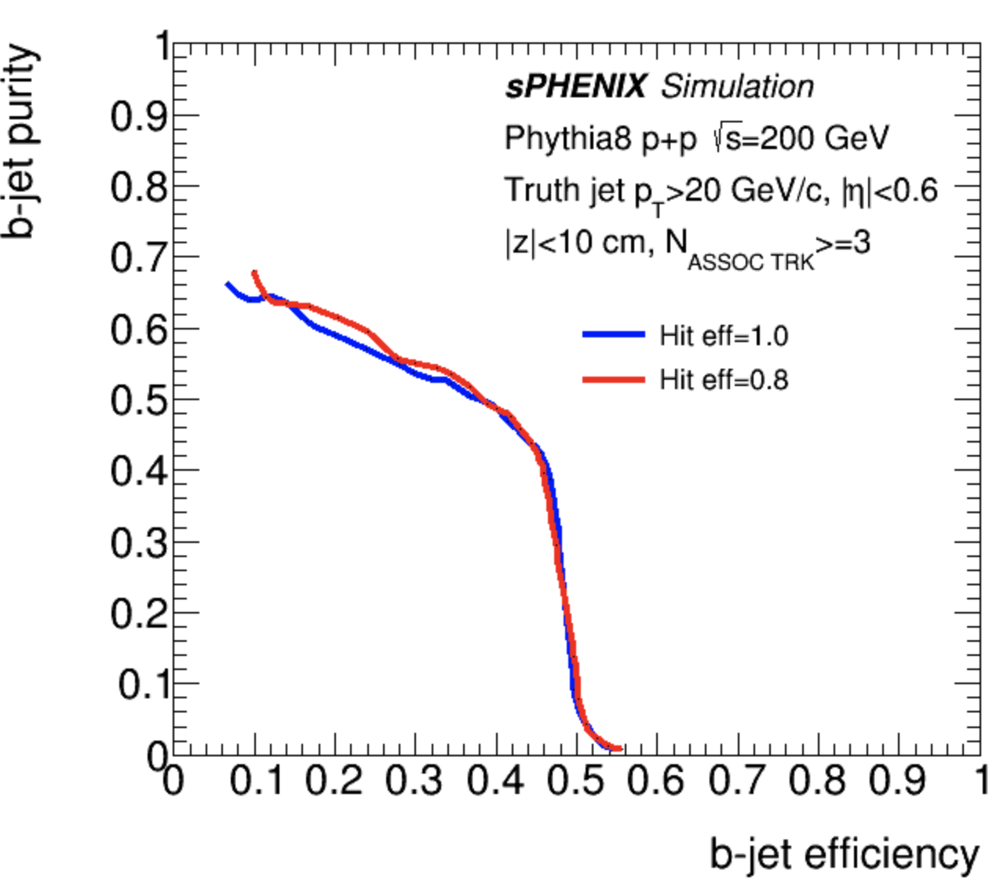 b-jet purity
1
0.9
0.8
0.7
0.6
0.5
0.4
0.3
0.2
0.1
0
sPHENIX Simulation
Phythia8 p+p √s=200 GeV
Truth jet pT>20 GeV/c, |η|<0.6
|z|<10 cm, NASSOC TRK>=3
Hit eff=1.0
Hit eff=0.8
0 0.1 0.2 0.3 0.4 0.5 0.6 0.7 0.8 0.9 1
b-jet efficiency